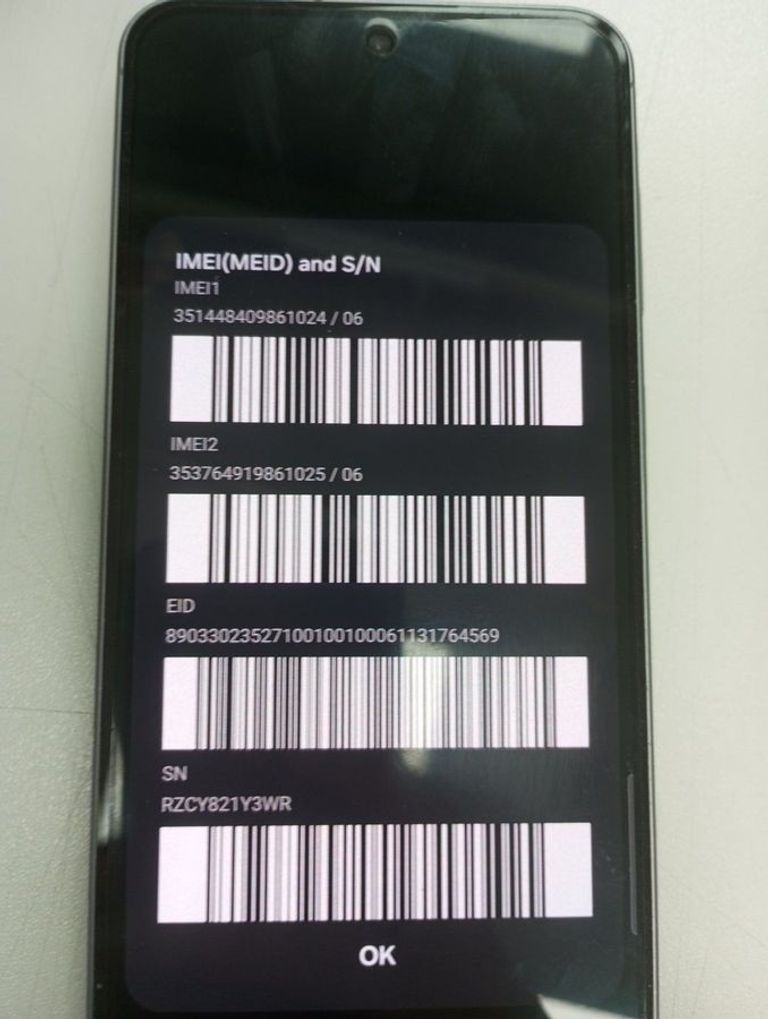 IMEI(MEID) and S/N
IMEI1
351448409861024 / 06
IMEI2
353764919861025 / 06
EID
89033023527100100100061131764569
SN
RZCY821Y3WR
OK